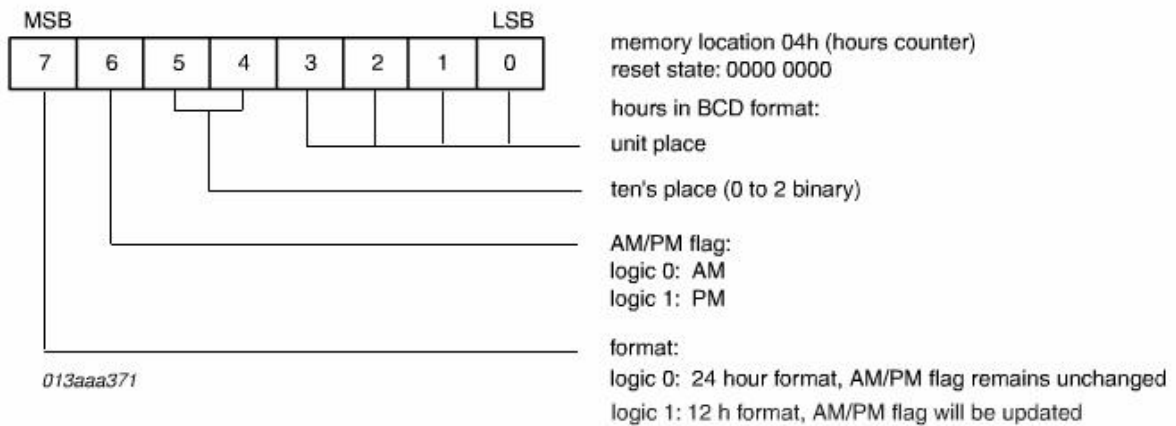 MSB LSB
7 6 5 4 3 2 1 0
memory location 04h (hours counter)
reset state: 0000 0000
hours in BCD format:
unit place
ten's place (0 to 2 binary)
AM/PM flag:
logic 0: AM
logic 1: PM
format:
logic 0: 24 hour format, AM/PM flag remains unchanged
logic 1: 12 h format, AM/PM flag will be updated
013aaa371